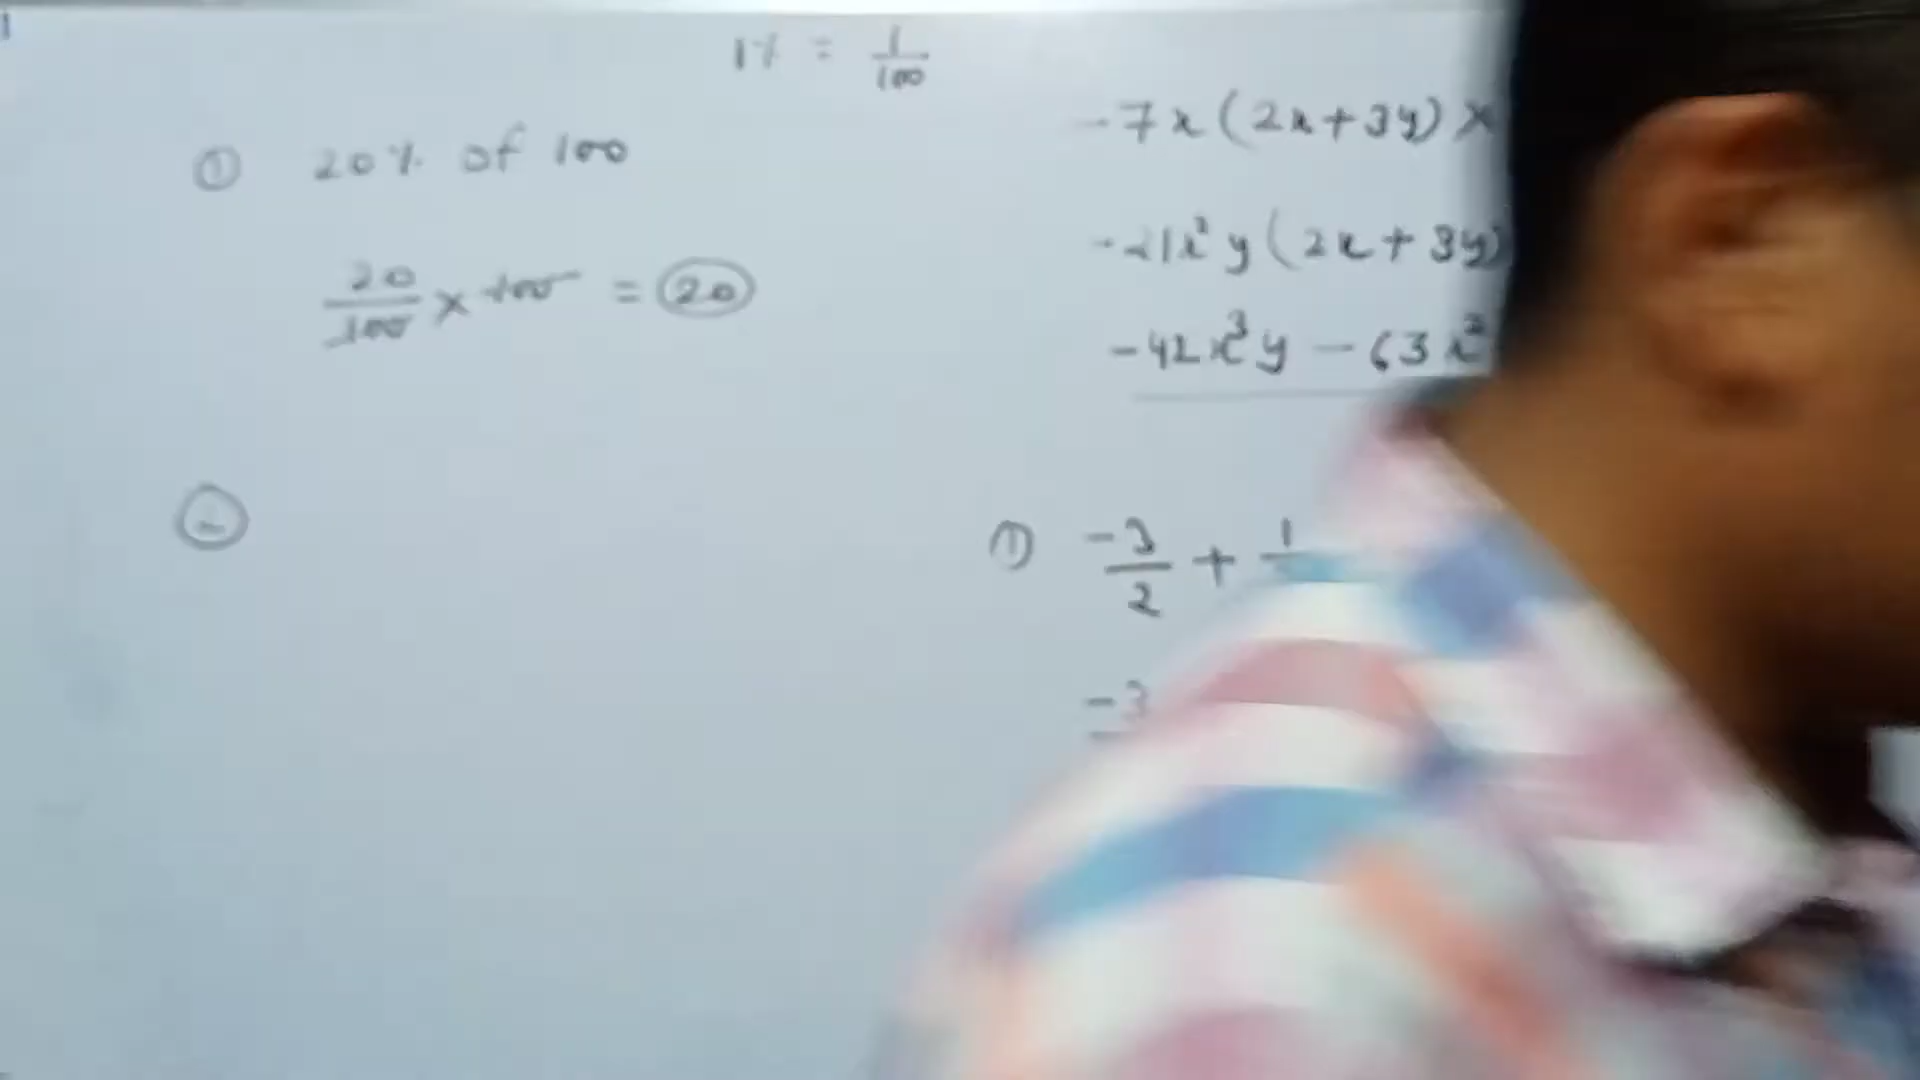 1% = 1/100
① 20% of 100
20/100 × 100 = 20
②
-7x(2x+3y)×
-21x²y(2x+3y)
-42x³y - 63x²
① -3/2 + 1
-3